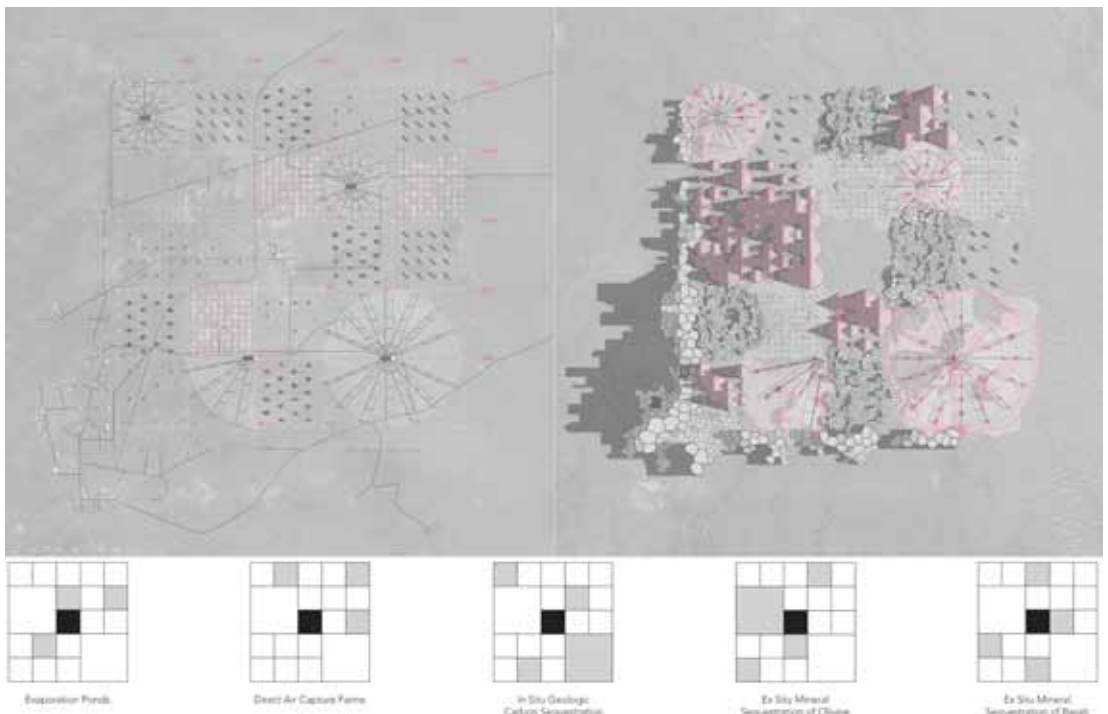 Evaporation Ponds
Direct Air Capture Farms
In Situ Geologic
Carbon Sequestration
Ex Situ Mineral
Sequestration of Olivine
Ex Situ Mineral
Sequestration of Basalt